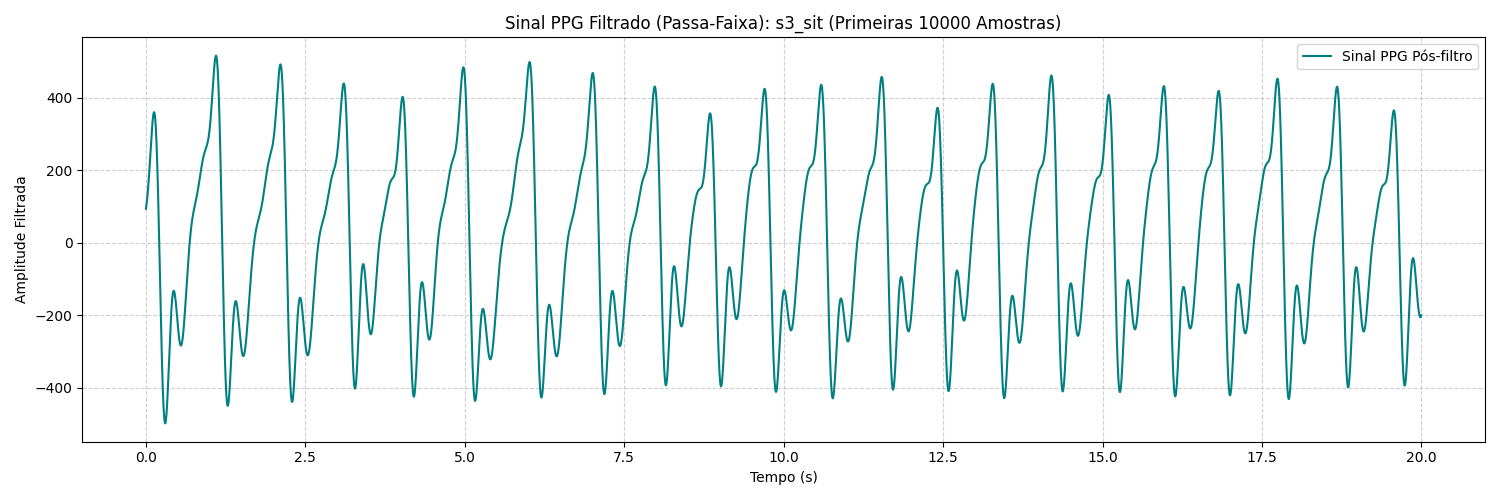 Sinal PPG Filtrado (Passa-Faixa): s3_sit (Primeiras 10000 Amostras)
Sinal PPG Pós-filtro
Amplitude Filtrada
400
200
0
−200
−400
0.0 2.5 5.0 7.5 10.0 12.5 15.0 17.5 20.0
Tempo (s)